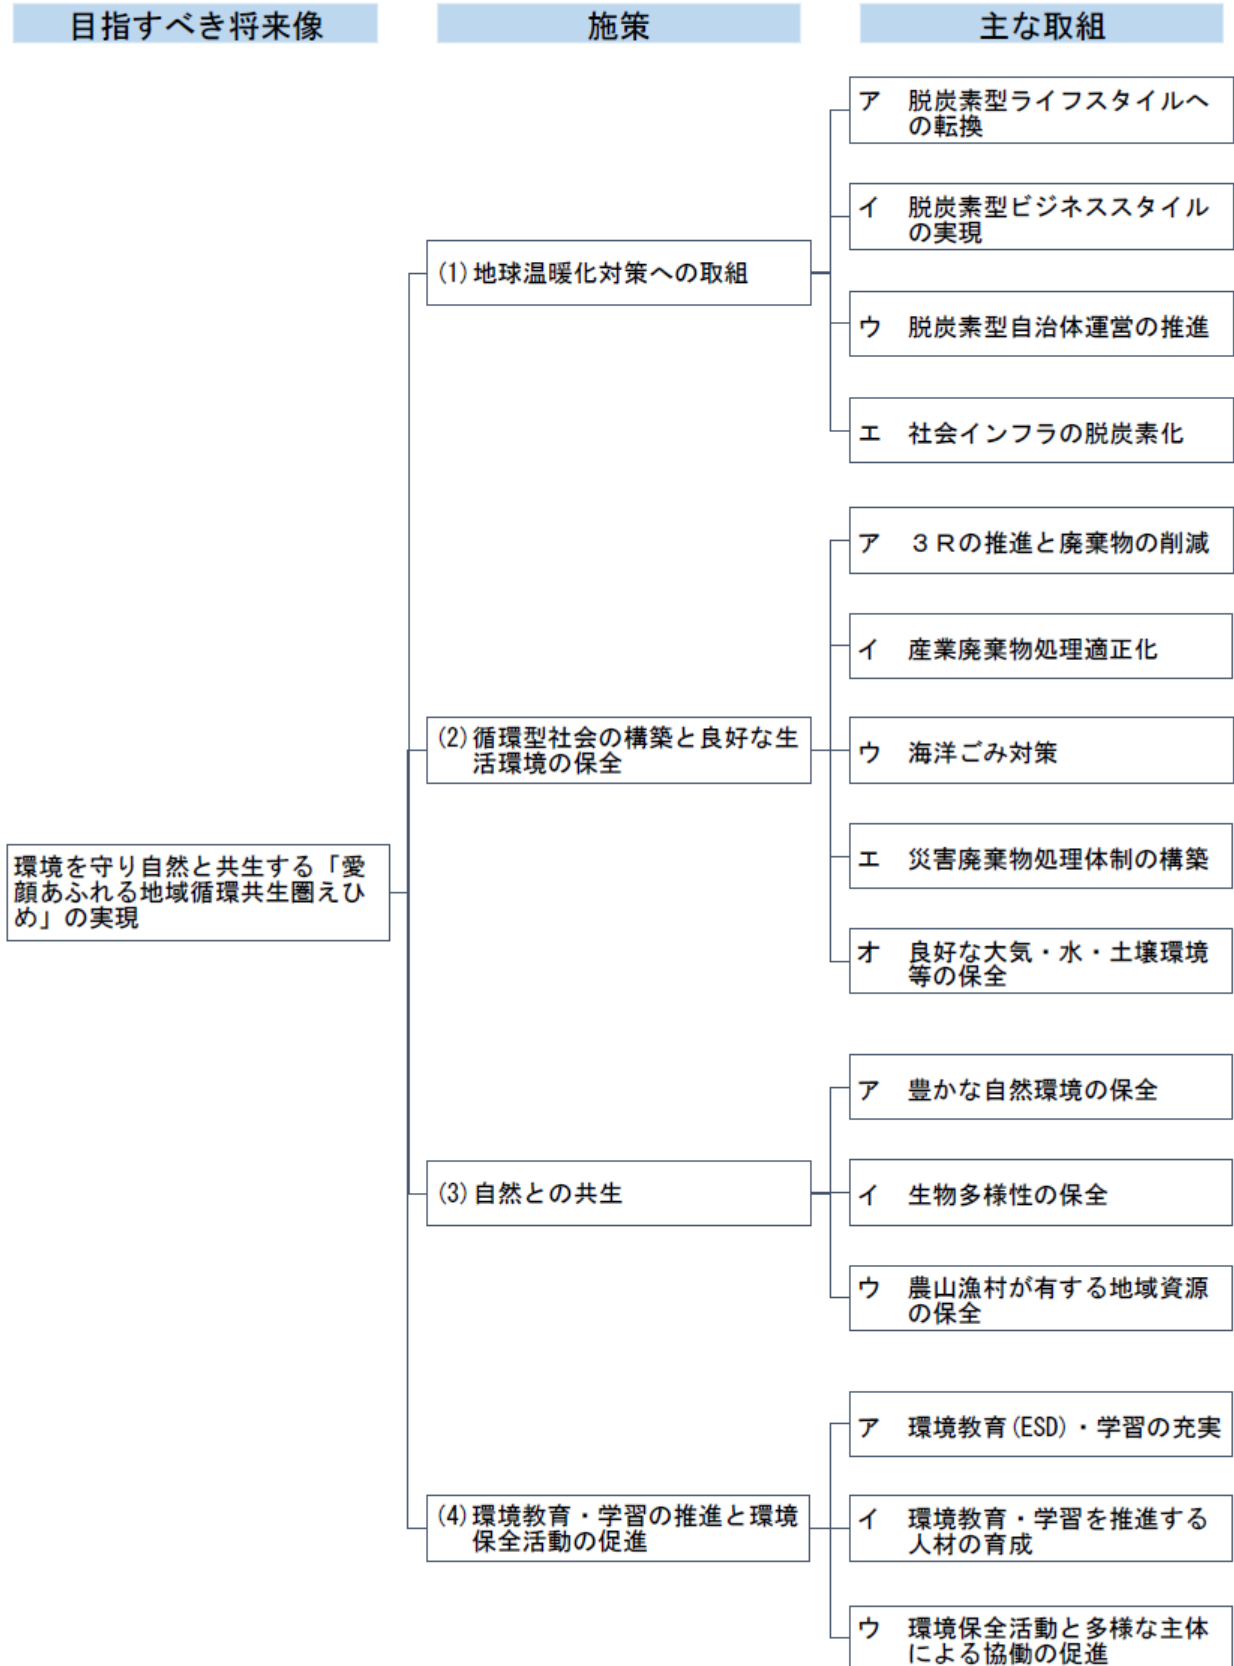 目指すべき将来像
施策
主な取組
環境を守り自然と共生する「愛
顔あふれる地域循環共生圏えひ
め」の実現
(1)地球温暖化対策への取組
ア 脱炭素型ライフスタイルへ
の転換
イ 脱炭素型ビジネススタイル
の実現
ウ 脱炭素型自治体運営の推進
エ 社会インフラの脱炭素化
(2)循環型社会の構築と良好な生
活環境の保全
ア ３Ｒの推進と廃棄物の削減
イ 産業廃棄物処理適正化
ウ 海洋ごみ対策
エ 災害廃棄物処理体制の構築
オ 良好な大気・水・土壌環境
等の保全
(3)自然との共生
ア 豊かな自然環境の保全
イ 生物多様性の保全
ウ 農山漁村が有する地域資源
の保全
(4)環境教育・学習の推進と環境
保全活動の促進
ア 環境教育(ESD)・学習の充実
イ 環境教育・学習を推進する
人材の育成
ウ 環境保全活動と多様な主体
による協働の促進